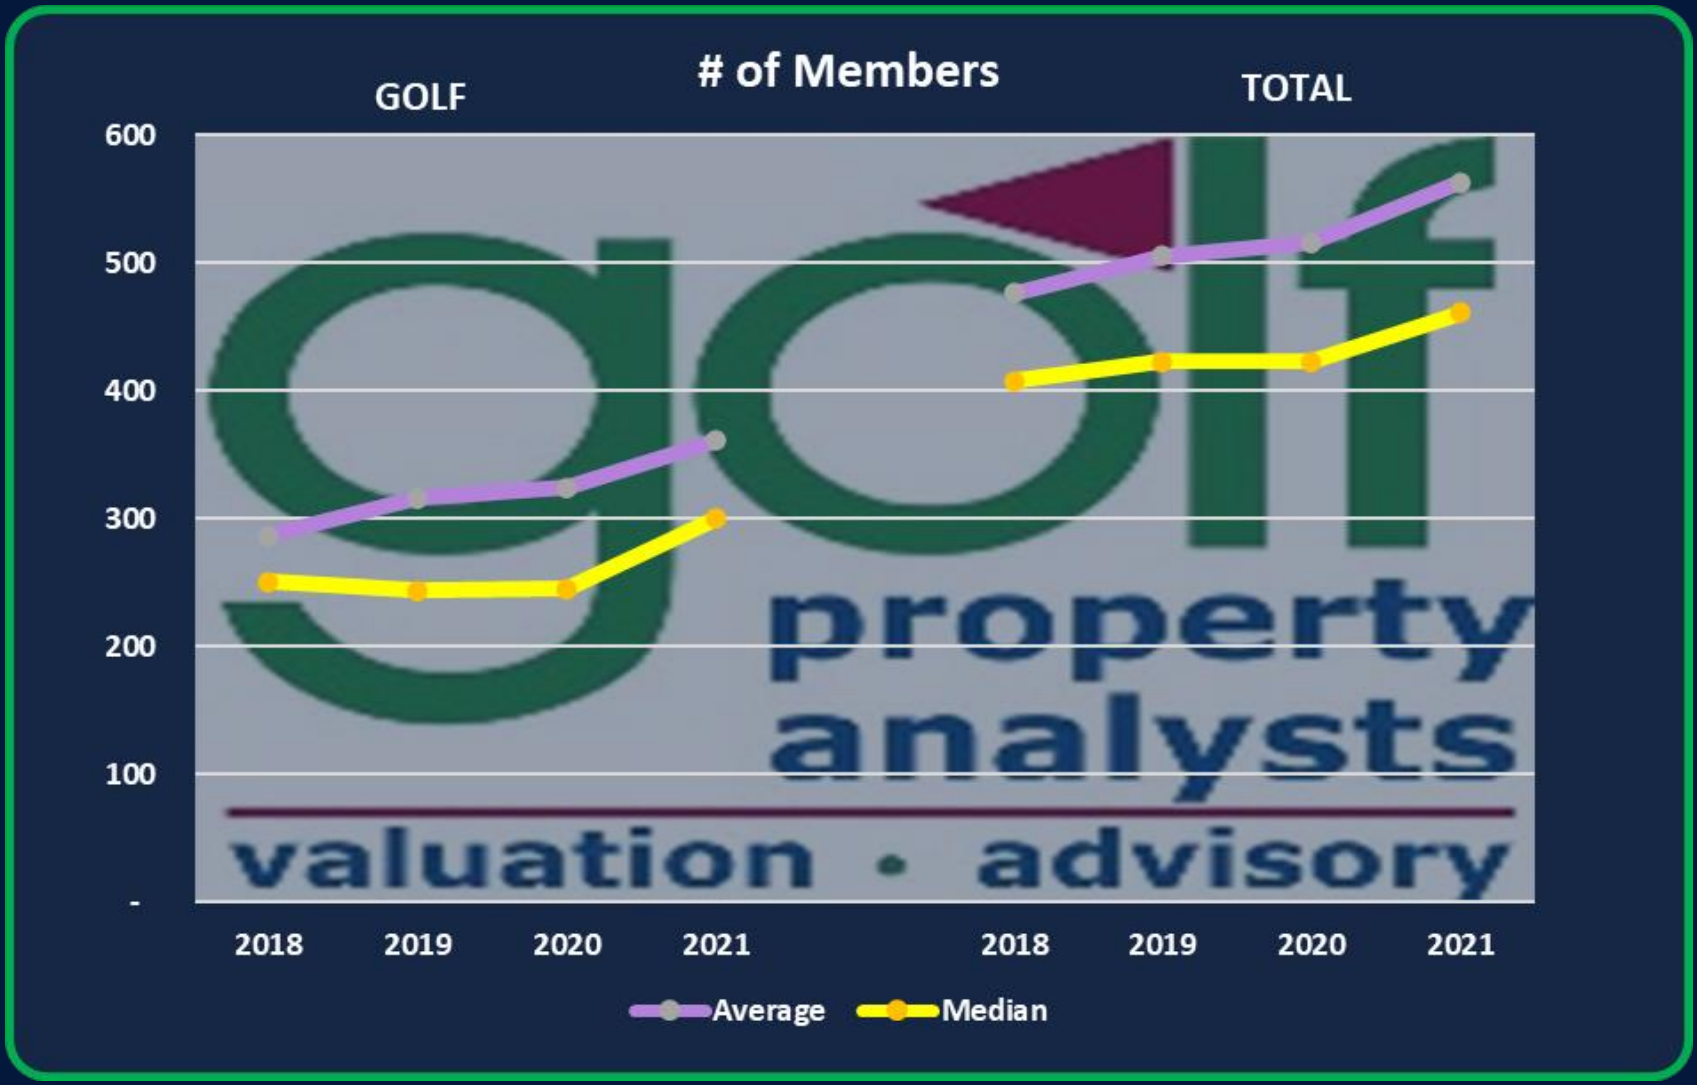 # of Members
GOLF
TOTAL
600
500
400
300
200
100
-
golf
property
analysts
valuation • advisory
2018 2019 2020 2021 2018 2019 2020 2021
Average Median